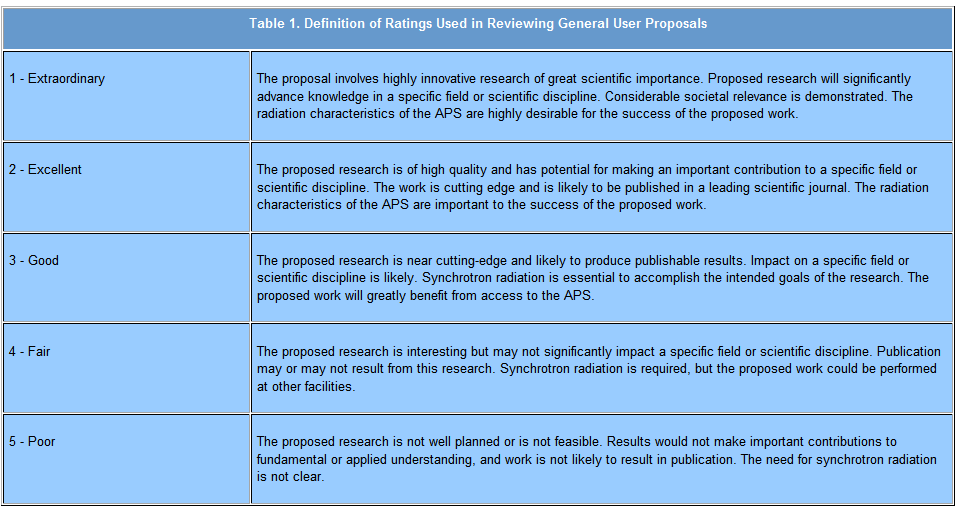 Table 1. Definition of Ratings Used in Reviewing General User Proposals
1 - Extraordinary
The proposal involves highly innovative research of great scientific importance. Proposed research will significantly
advance knowledge in a specific field or scientific discipline. Considerable societal relevance is demonstrated. The
radiation characteristics of the APS are highly desirable for the success of the proposed work.
2 - Excellent
The proposed research is of high quality and has potential for making an important contribution to a specific field or
scientific discipline. The work is cutting edge and is likely to be published in a leading scientific journal. The radiation
characteristics of the APS are important to the success of the proposed work.
3 - Good
The proposed research is near cutting-edge and likely to produce publishable results. Impact on a specific field or
scientific discipline is likely. Synchrotron radiation is essential to accomplish the intended goals of the research. The
proposed work will greatly benefit from access to the APS.
4 - Fair
The proposed research is interesting but may not significantly impact a specific field or scientific discipline. Publication
may or may not result from this research. Synchrotron radiation is required, but the proposed work could be performed
at other facilities.
5 - Poor
The proposed research is not well planned or is not feasible. Results would not make important contributions to
fundamental or applied understanding, and work is not likely to result in publication. The need for synchrotron radiation
is not clear.